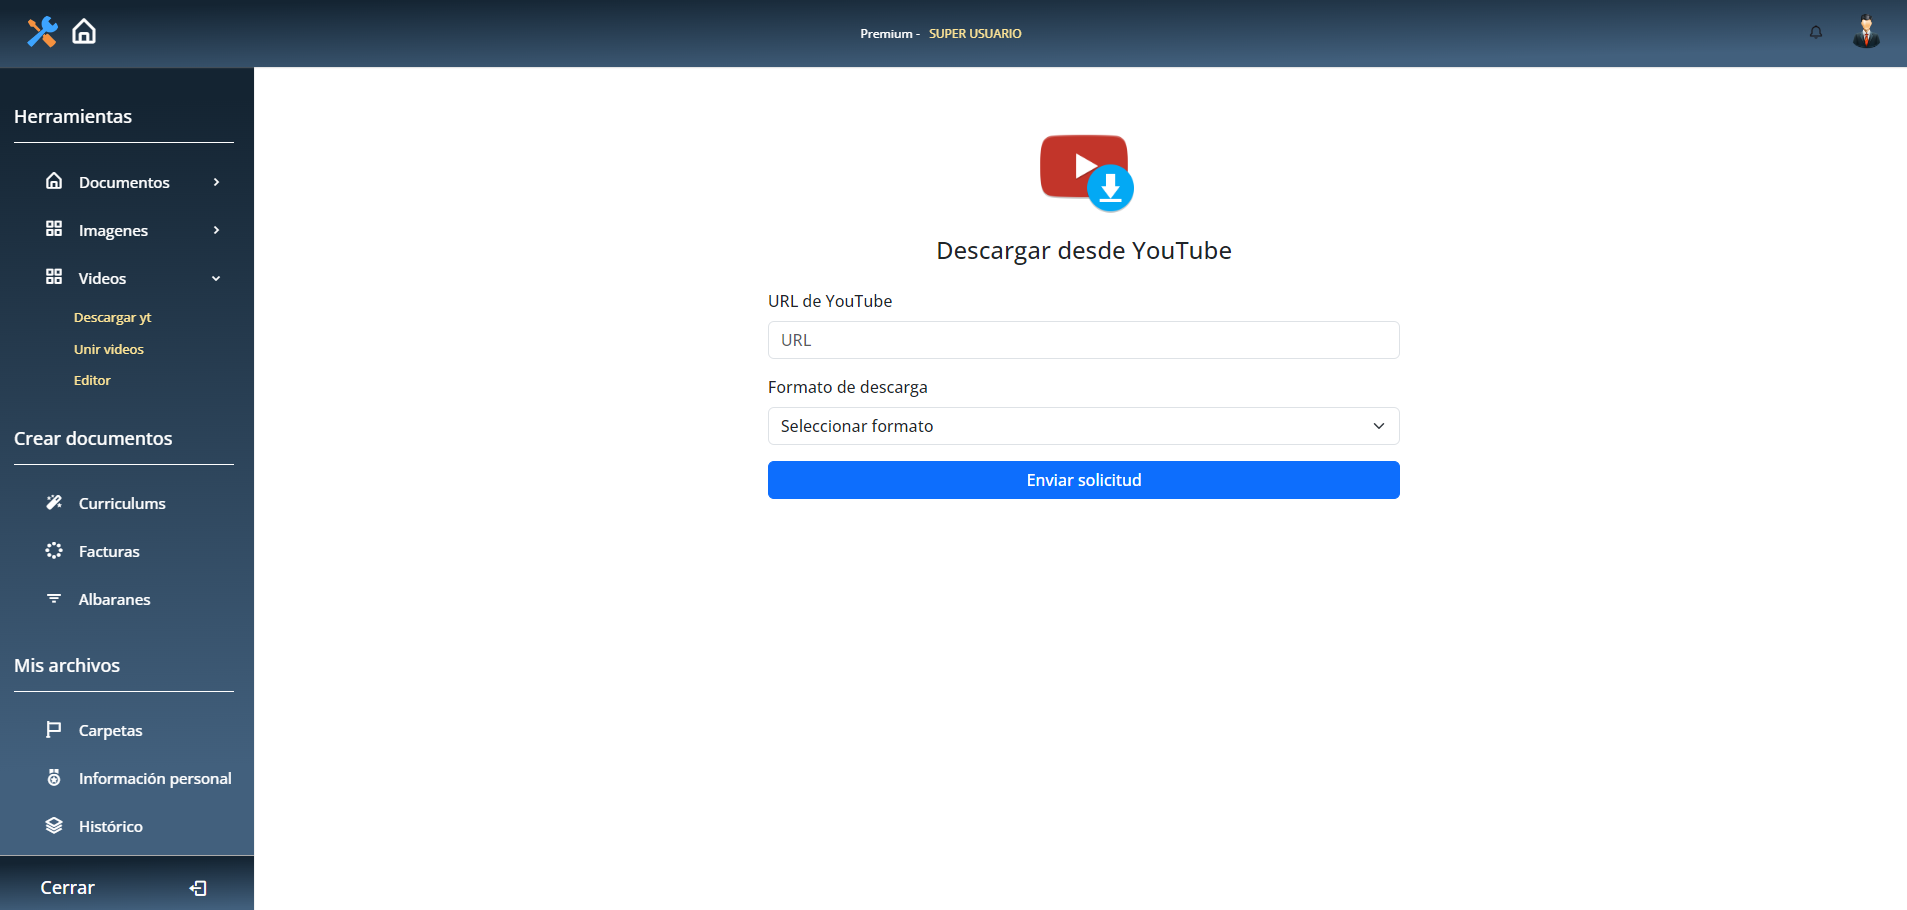 Premium - SUPER USUARIO
Herramientas
Documentos
Imagenes
Videos
Descargar yt
Unir videos
Editor
Crear documentos
Curriculums
Facturas
Albaranes
Mis archivos
Carpetas
Información personal
Histórico
Cerrar
Descargar desde YouTube
URL de YouTube
URL
Formato de descarga
Seleccionar formato
Enviar solicitud